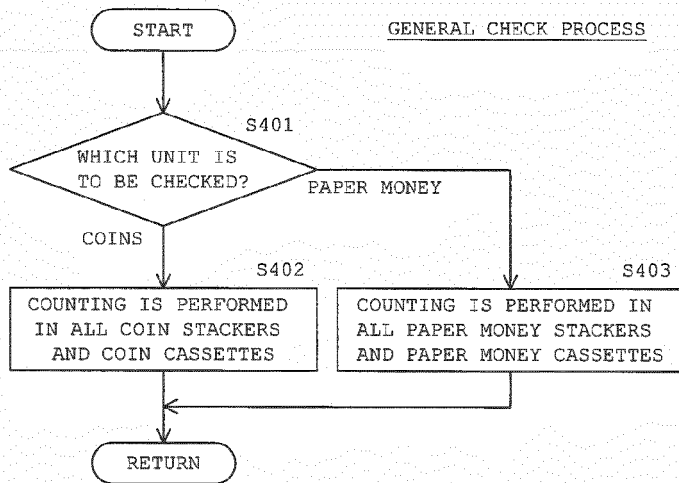 START
GENERAL CHECK PROCESS
S401
WHICH UNIT IS
TO BE CHECKED?
PAPER MONEY
COINS
S402
COUNTING IS PERFORMED
IN ALL COIN STACKERS
AND COIN CASSETTES
S403
COUNTING IS PERFORMED IN
ALL PAPER MONEY STACKERS
AND PAPER MONEY CASSETTES
RETURN